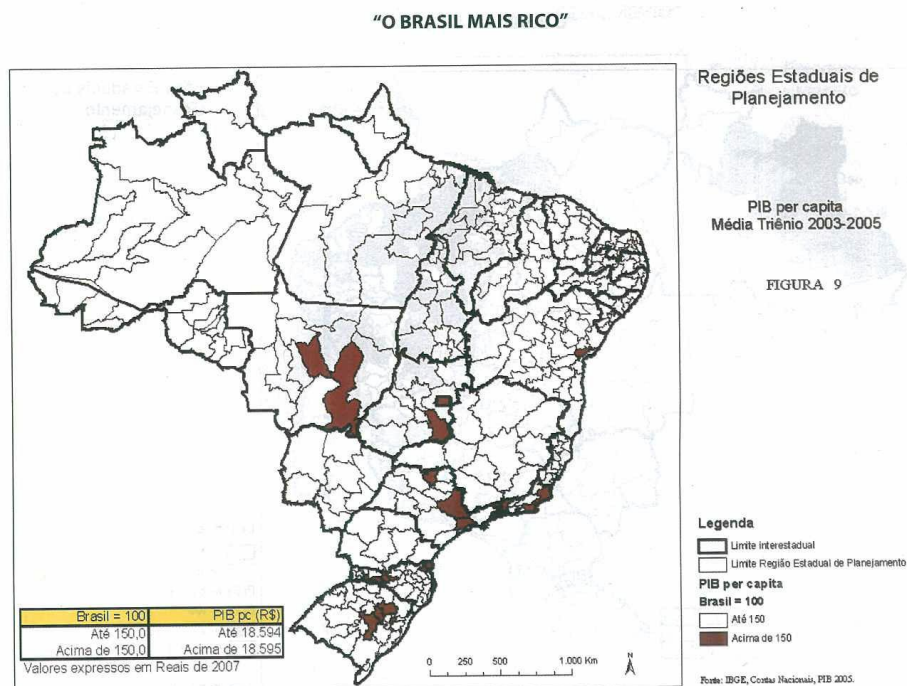 “O BRASIL MAIS RICO”
Regiões Estaduais de
Planejamento
PIB per capita
Média Triênio 2003-2005
FIGURA 9
Legenda
Limite interestadual
Limite Região Estadual de Planejamento
PIB per capita
Brasil = 100
Até 150
Acima de 150
Brasil = 100 PIB pc (R$)
Até 150,0 Até 18.594
Acima de 150,0 Acima de 18.595
Valores expressos em Reais de 2007
0 250 500 1.000 Km
N
Fonte: IBGE, Contas Nacionais, PIB 2005.